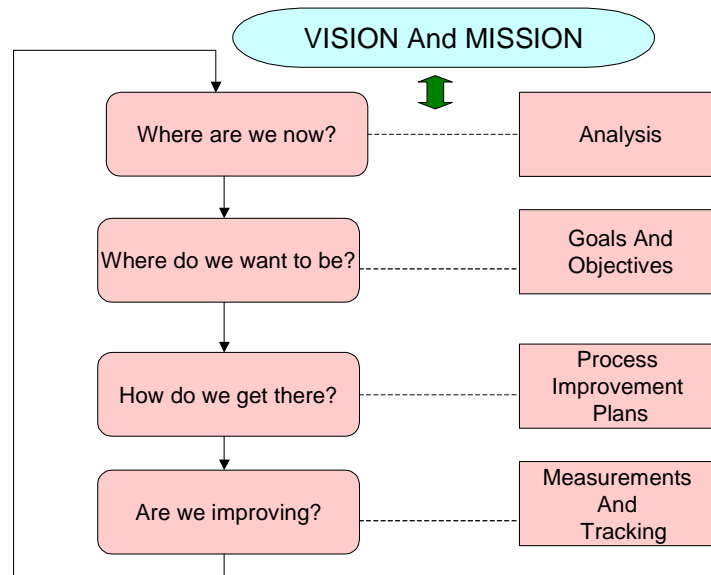 VISION And MISSION
Where are we now?
Analysis
Where do we want to be?
Goals And
Objectives
How do we get there?
Process
Improvement
Plans
Are we improving?
Measurements
And
Tracking